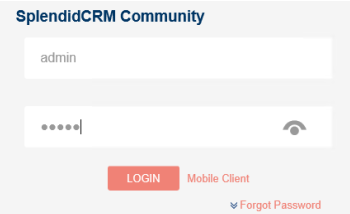 SplendidCRM Community
admin
•••••
LOGIN Mobile Client
Forgot Password